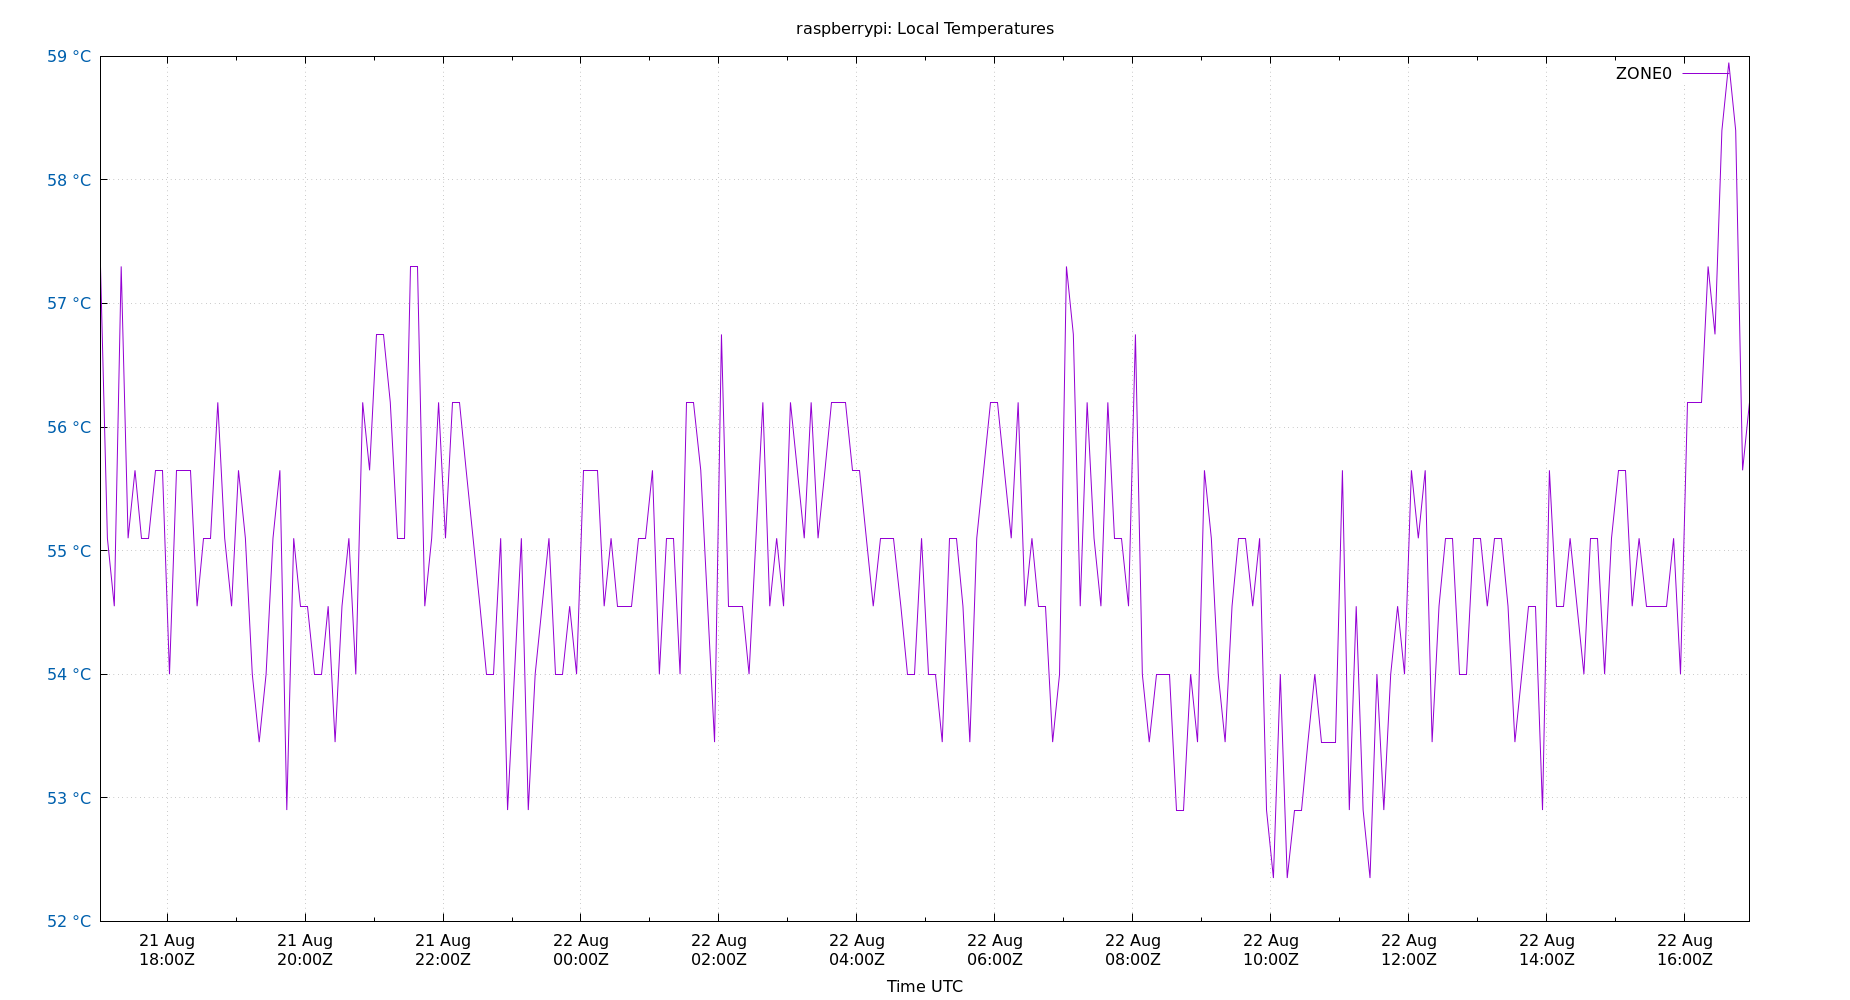 raspberrypi: Local Temperatures
59 °C
ZONE0
58 °C
57 °C
56 °C
55 °C
54 °C
53 °C
52 °C
21 Aug 21 Aug 21 Aug 22 Aug 22 Aug 22 Aug 22 Aug 22 Aug 22 Aug 22 Aug 22 Aug 22 Aug
18:00Z 20:00Z 22:00Z 00:00Z 02:00Z 04:00Z 06:00Z 08:00Z 10:00Z 12:00Z 14:00Z 16:00Z
Time UTC